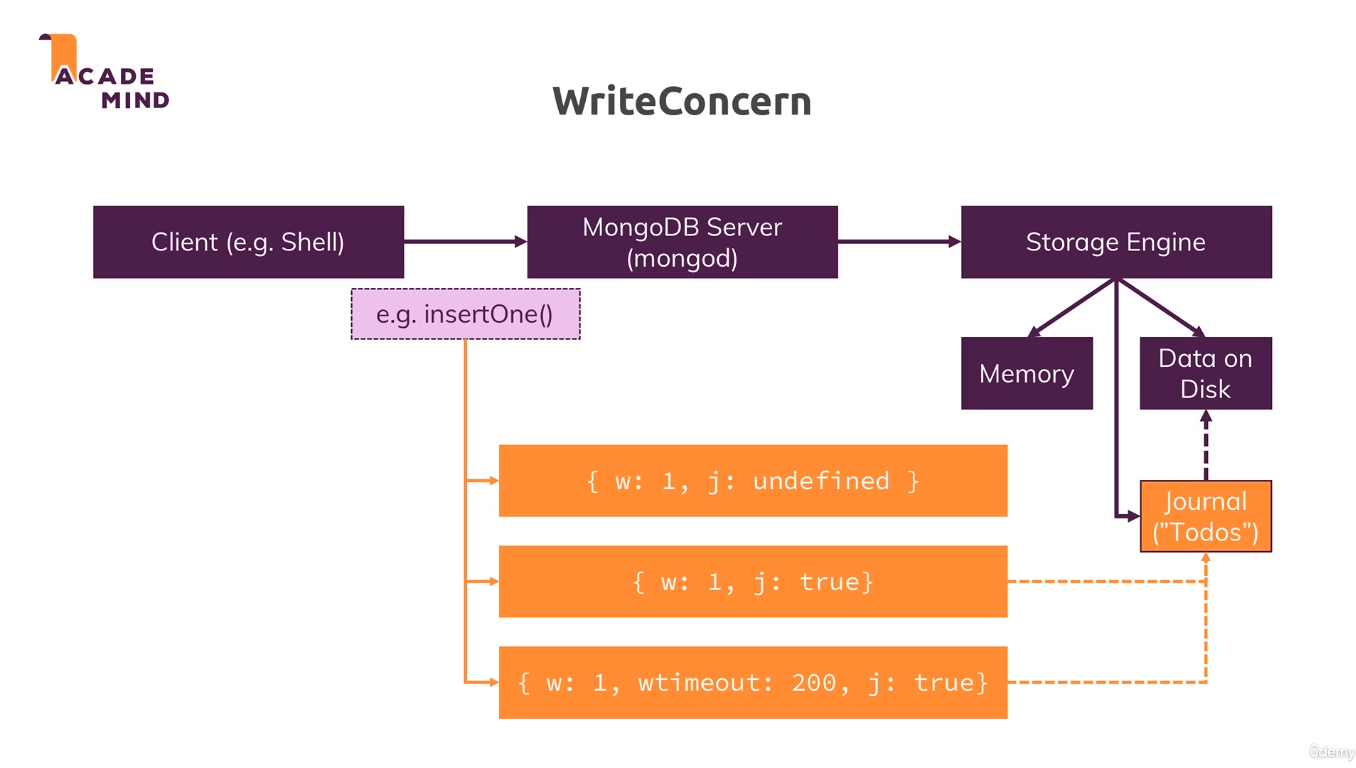 ACADE
MIND
WriteConcern
Client (e.g. Shell)
MongoDB Server
(mongod)
Storage Engine
e.g. insertOne()
Memory
Data on
Disk
{ w: 1, j: undefined }
Journal
(”Todos”)
{ w: 1, j: true}
{ w: 1, wtimeout: 200, j: true}
ûdemy